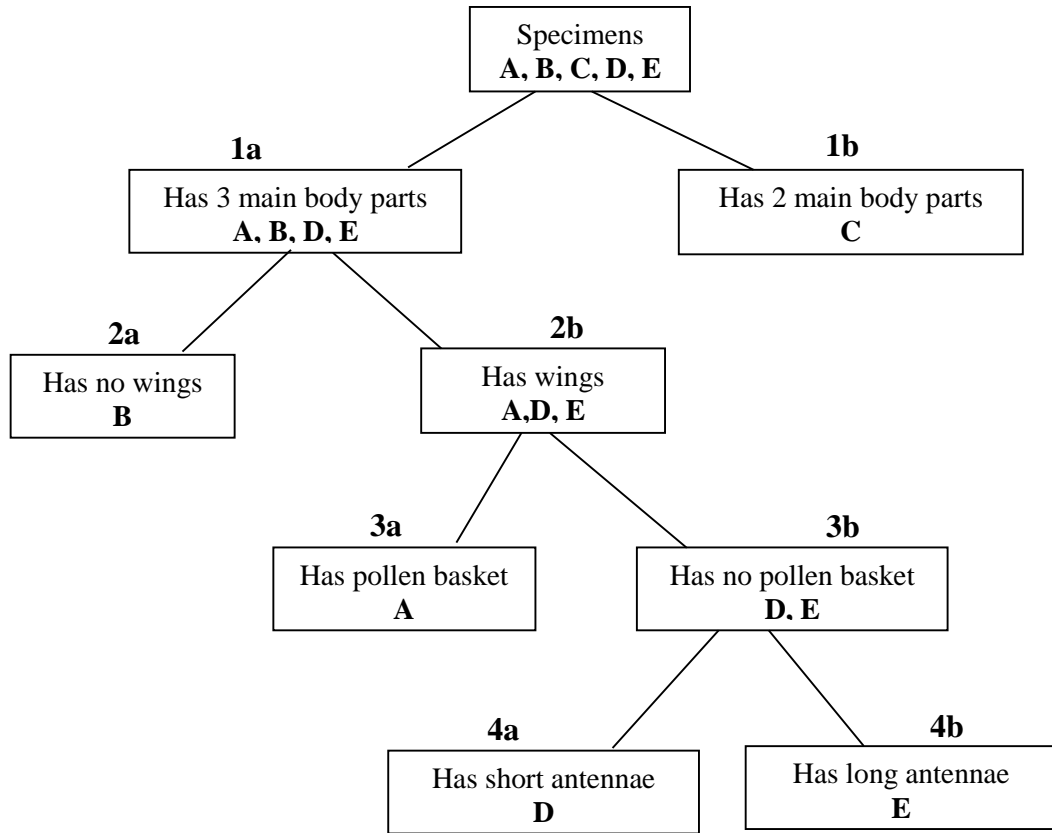 Specimens
A, B, C, D, E
1a
1b
Has 3 main body parts
A, B, D, E
Has 2 main body parts
C
2a
2b
Has no wings
B
Has wings
A,D, E
3a
3b
Has pollen basket
A
Has no pollen basket
D, E
4a
4b
Has short antennae
D
Has long antennae
E